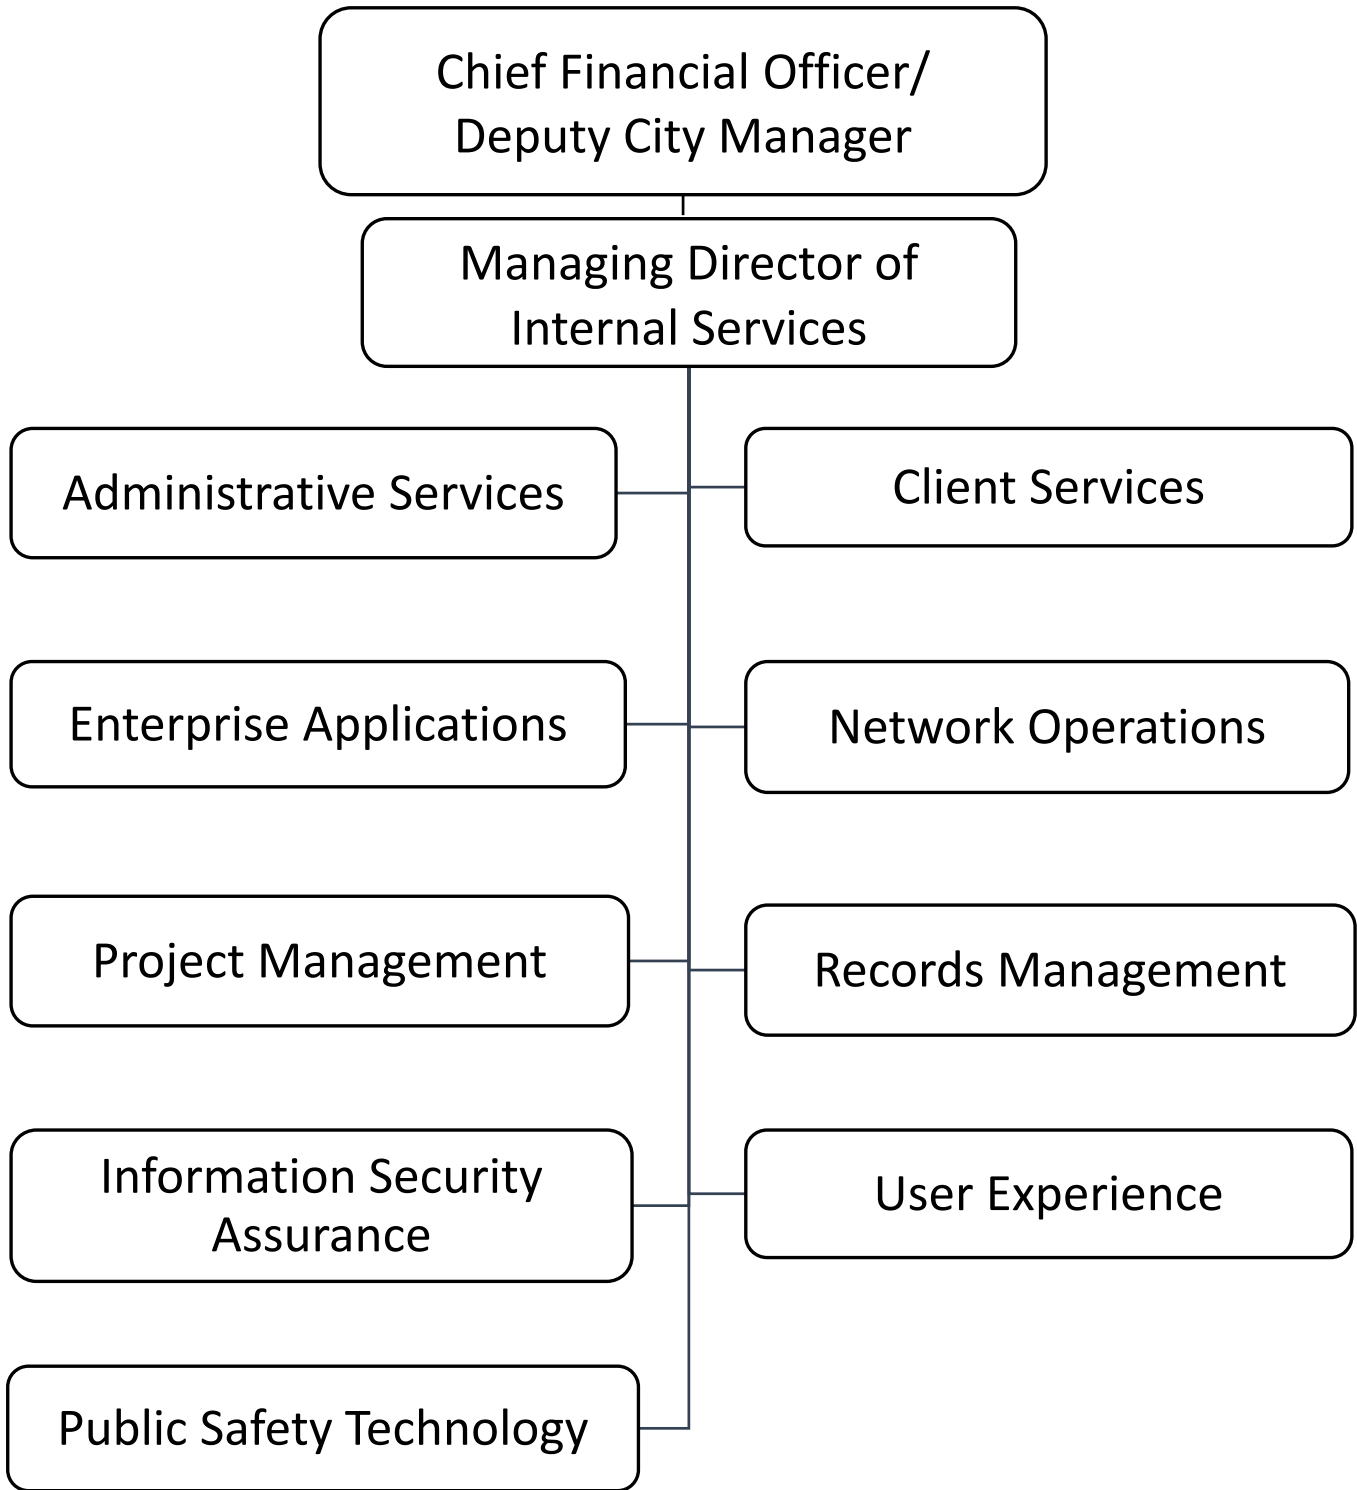 Chief Financial Officer/
Deputy City Manager
Managing Director of
Internal Services
Administrative Services
Client Services
Enterprise Applications
Network Operations
Project Management
Records Management
Information Security
Assurance
User Experience
Public Safety Technology